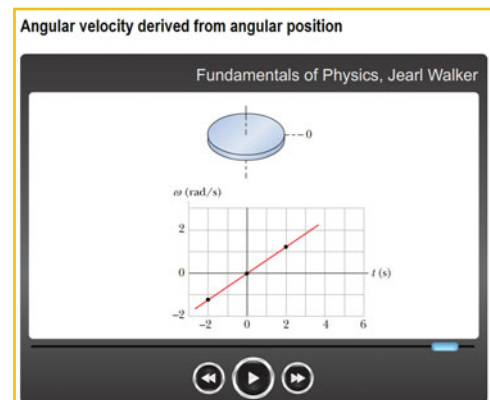 Angular velocity derived from angular position
Fundamentals of Physics, Jearl Walker
0
ω (rad/s)
2
0
t (s)
−2
−2 0 2 4 6